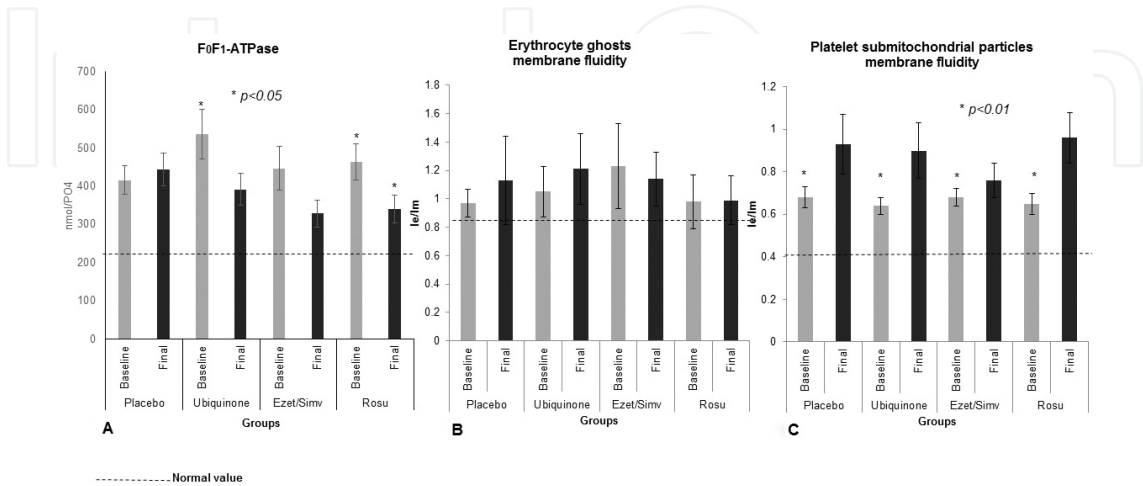 F0F1-ATPase
* p<0.05
nmol/PO4
700
600
500
400
300
200
100
0
*
*
*
Baseline Final Baseline Final Baseline Final Baseline Final
Placebo Ubiquinone Ezet/Simv Rosu
A Groups
Erythrocyte ghosts
membrane fluidity
Ie/Im
1.8
1.6
1.4
1.2
1
0.8
0.6
0.4
0.2
0
Baseline Final Baseline Final Baseline Final Baseline Final
Placebo Ubiquinone Ezet/Simv Rosu
B Groups
Platelet submitochondrial particles
membrane fluidity
* p<0.01
Ie/Im
1.2
1
0.8
0.6
0.4
0.2
0
* * * *
Baseline Final Baseline Final Baseline Final Baseline Final
Placebo Ubiquinone Ezet/Simv Rosu
C Groups
Normal value